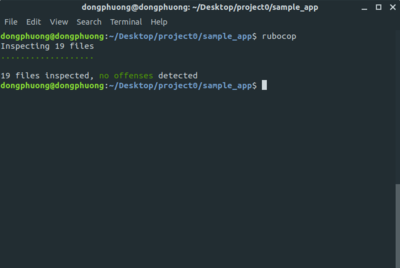 dongphuong@dongphuong: ~/Desktop/project0/sample_app
File Edit View Search Terminal Help
dongphuong@dongphuong:~/Desktop/project0/sample_app$ rubocop
Inspecting 19 files
...................

19 files inspected, no offenses detected
dongphuong@dongphuong:~/Desktop/project0/sample_app$